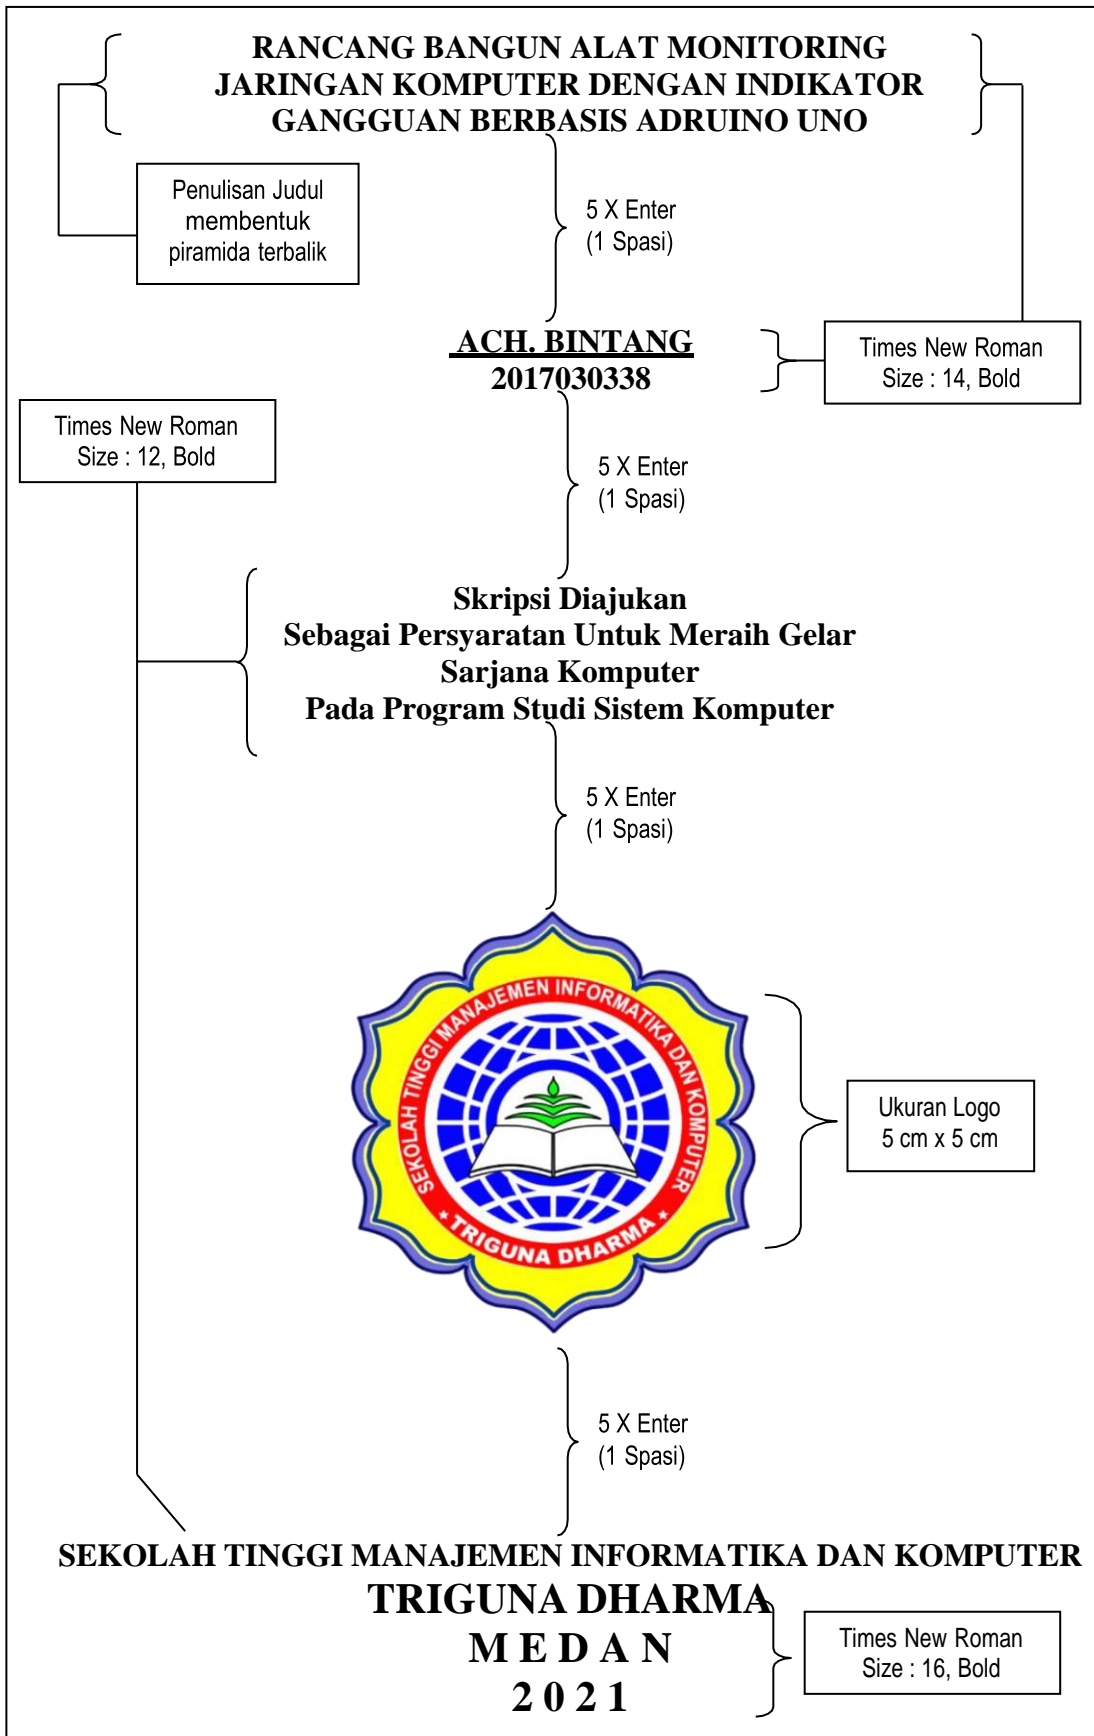 RANCANG BANGUN ALAT MONITORING
JARINGAN KOMPUTER DENGAN INDIKATOR
GANGGUAN BERBASIS ADRUINO UNO
Penulisan Judul
membentuk
piramida terbalik
5 X Enter
(1 Spasi)
ACH. BINTANG
2017030338
Times New Roman
Size : 14, Bold
Times New Roman
Size : 12, Bold
5 X Enter
(1 Spasi)
Skripsi Diajukan
Sebagai Persyaratan Untuk Meraih Gelar
Sarjana Komputer
Pada Program Studi Sistem Komputer
5 X Enter
(1 Spasi)
SEKOLAH TINGGI MANAJEMEN INFORMATIKA DAN KOMPUTER
TRIGUNA DHARMA
Ukuran Logo
5 cm x 5 cm
5 X Enter
(1 Spasi)
SEKOLAH TINGGI MANAJEMEN INFORMATIKA DAN KOMPUTER
TRIGUNA DHARMA
M E D A N
2 0 2 1
Times New Roman
Size : 16, Bold